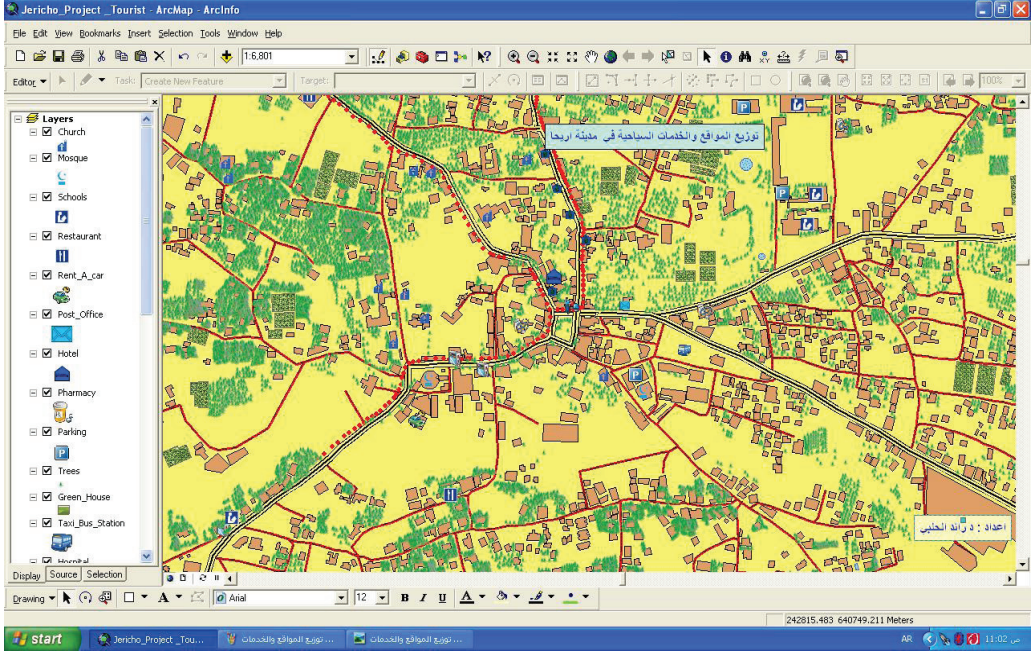 Jericho_Project _Tourist - ArcMap - ArcInfo
File Edit View Bookmarks Insert Selection Tools Window Help
1:6,801
Editor Task: Create New Feature Target: 100%
Layers
Church
Mosque
Schools
Restaurant
Rent_A_car
Post_Office
Hotel
Pharmacy
Parking
Trees
Green_House
Taxi_Bus_Station
Hospital
توزيع المواقع والخدمات السياحية في مدينة اريحا
اعداد : د رائد الحلبي
Display Source Selection
Drawing A Arial 12 B I U A
242815.483 640749.211 Meters
start Jericho_Project _Tou... توزيع المواقع والخدمات ... توزيع المواقع والخدمات ... AR 11:02 ص